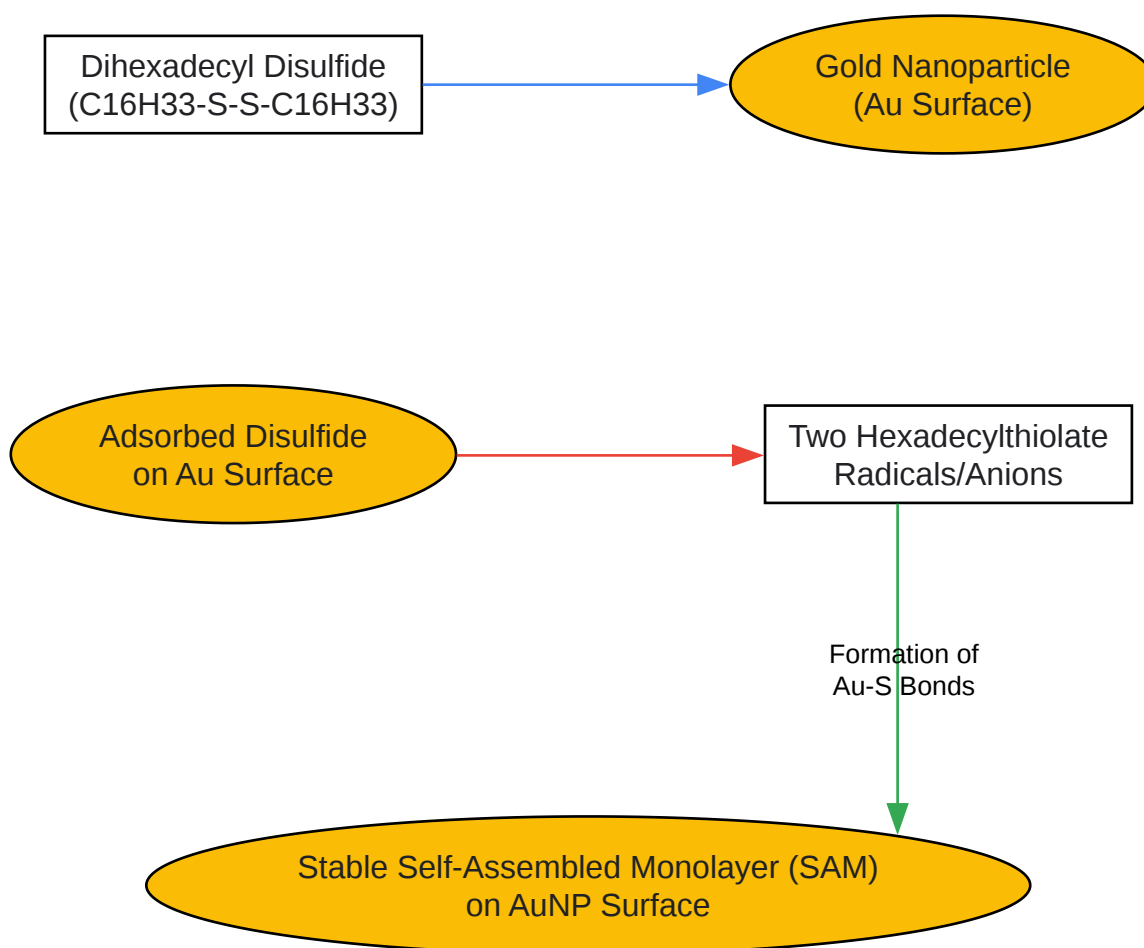 Dihexadecyl Disulfide
(C16H33-S-S-C16H33)
Gold Nanoparticle
(Au Surface)
Adsorbed Disulfide
on Au Surface
Two Hexadecylthiolate
Radicals/Anions
Formation of
Au-S Bonds
Stable Self-Assembled Monolayer (SAM)
on AuNP Surface